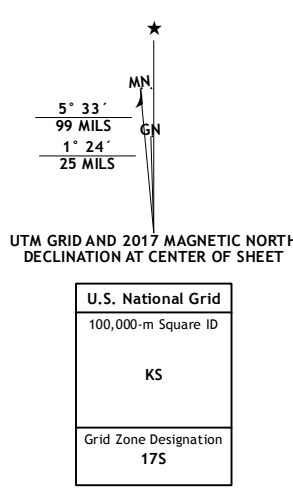 MN
5° 33´
99 MILS
GN
1° 24´
25 MILS
UTM GRID AND 2017 MAGNETIC NORTH
DECLINATION AT CENTER OF SHEET
U.S. National Grid
100,000-m Square ID
KS
Grid Zone Designation
17S